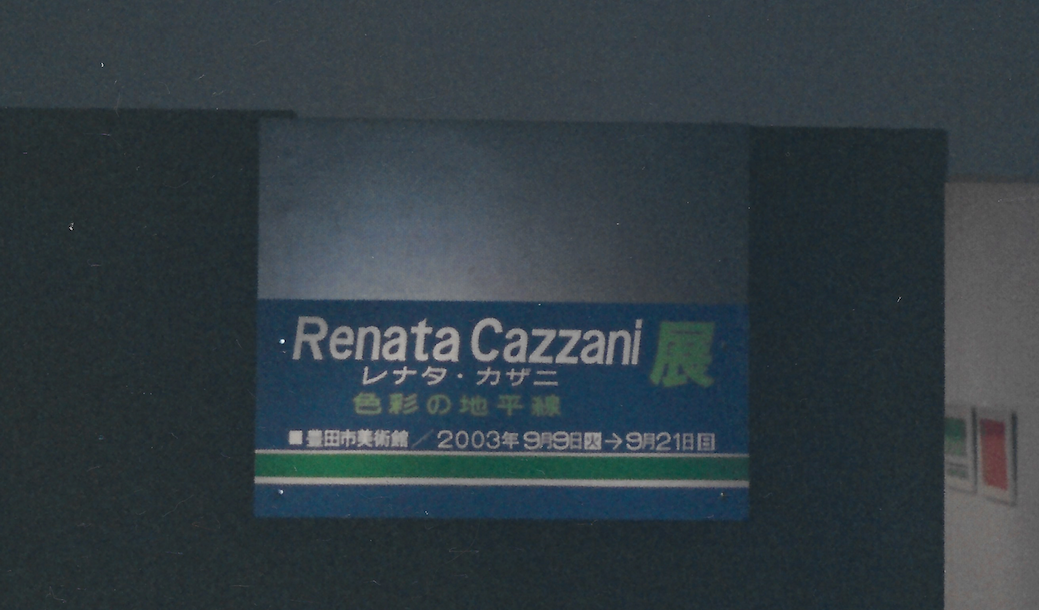 Renata Cazzani 展
レナタ・カザニ
色彩の地平線
■豊田市美術館／2003年9月9日火→9月21日日